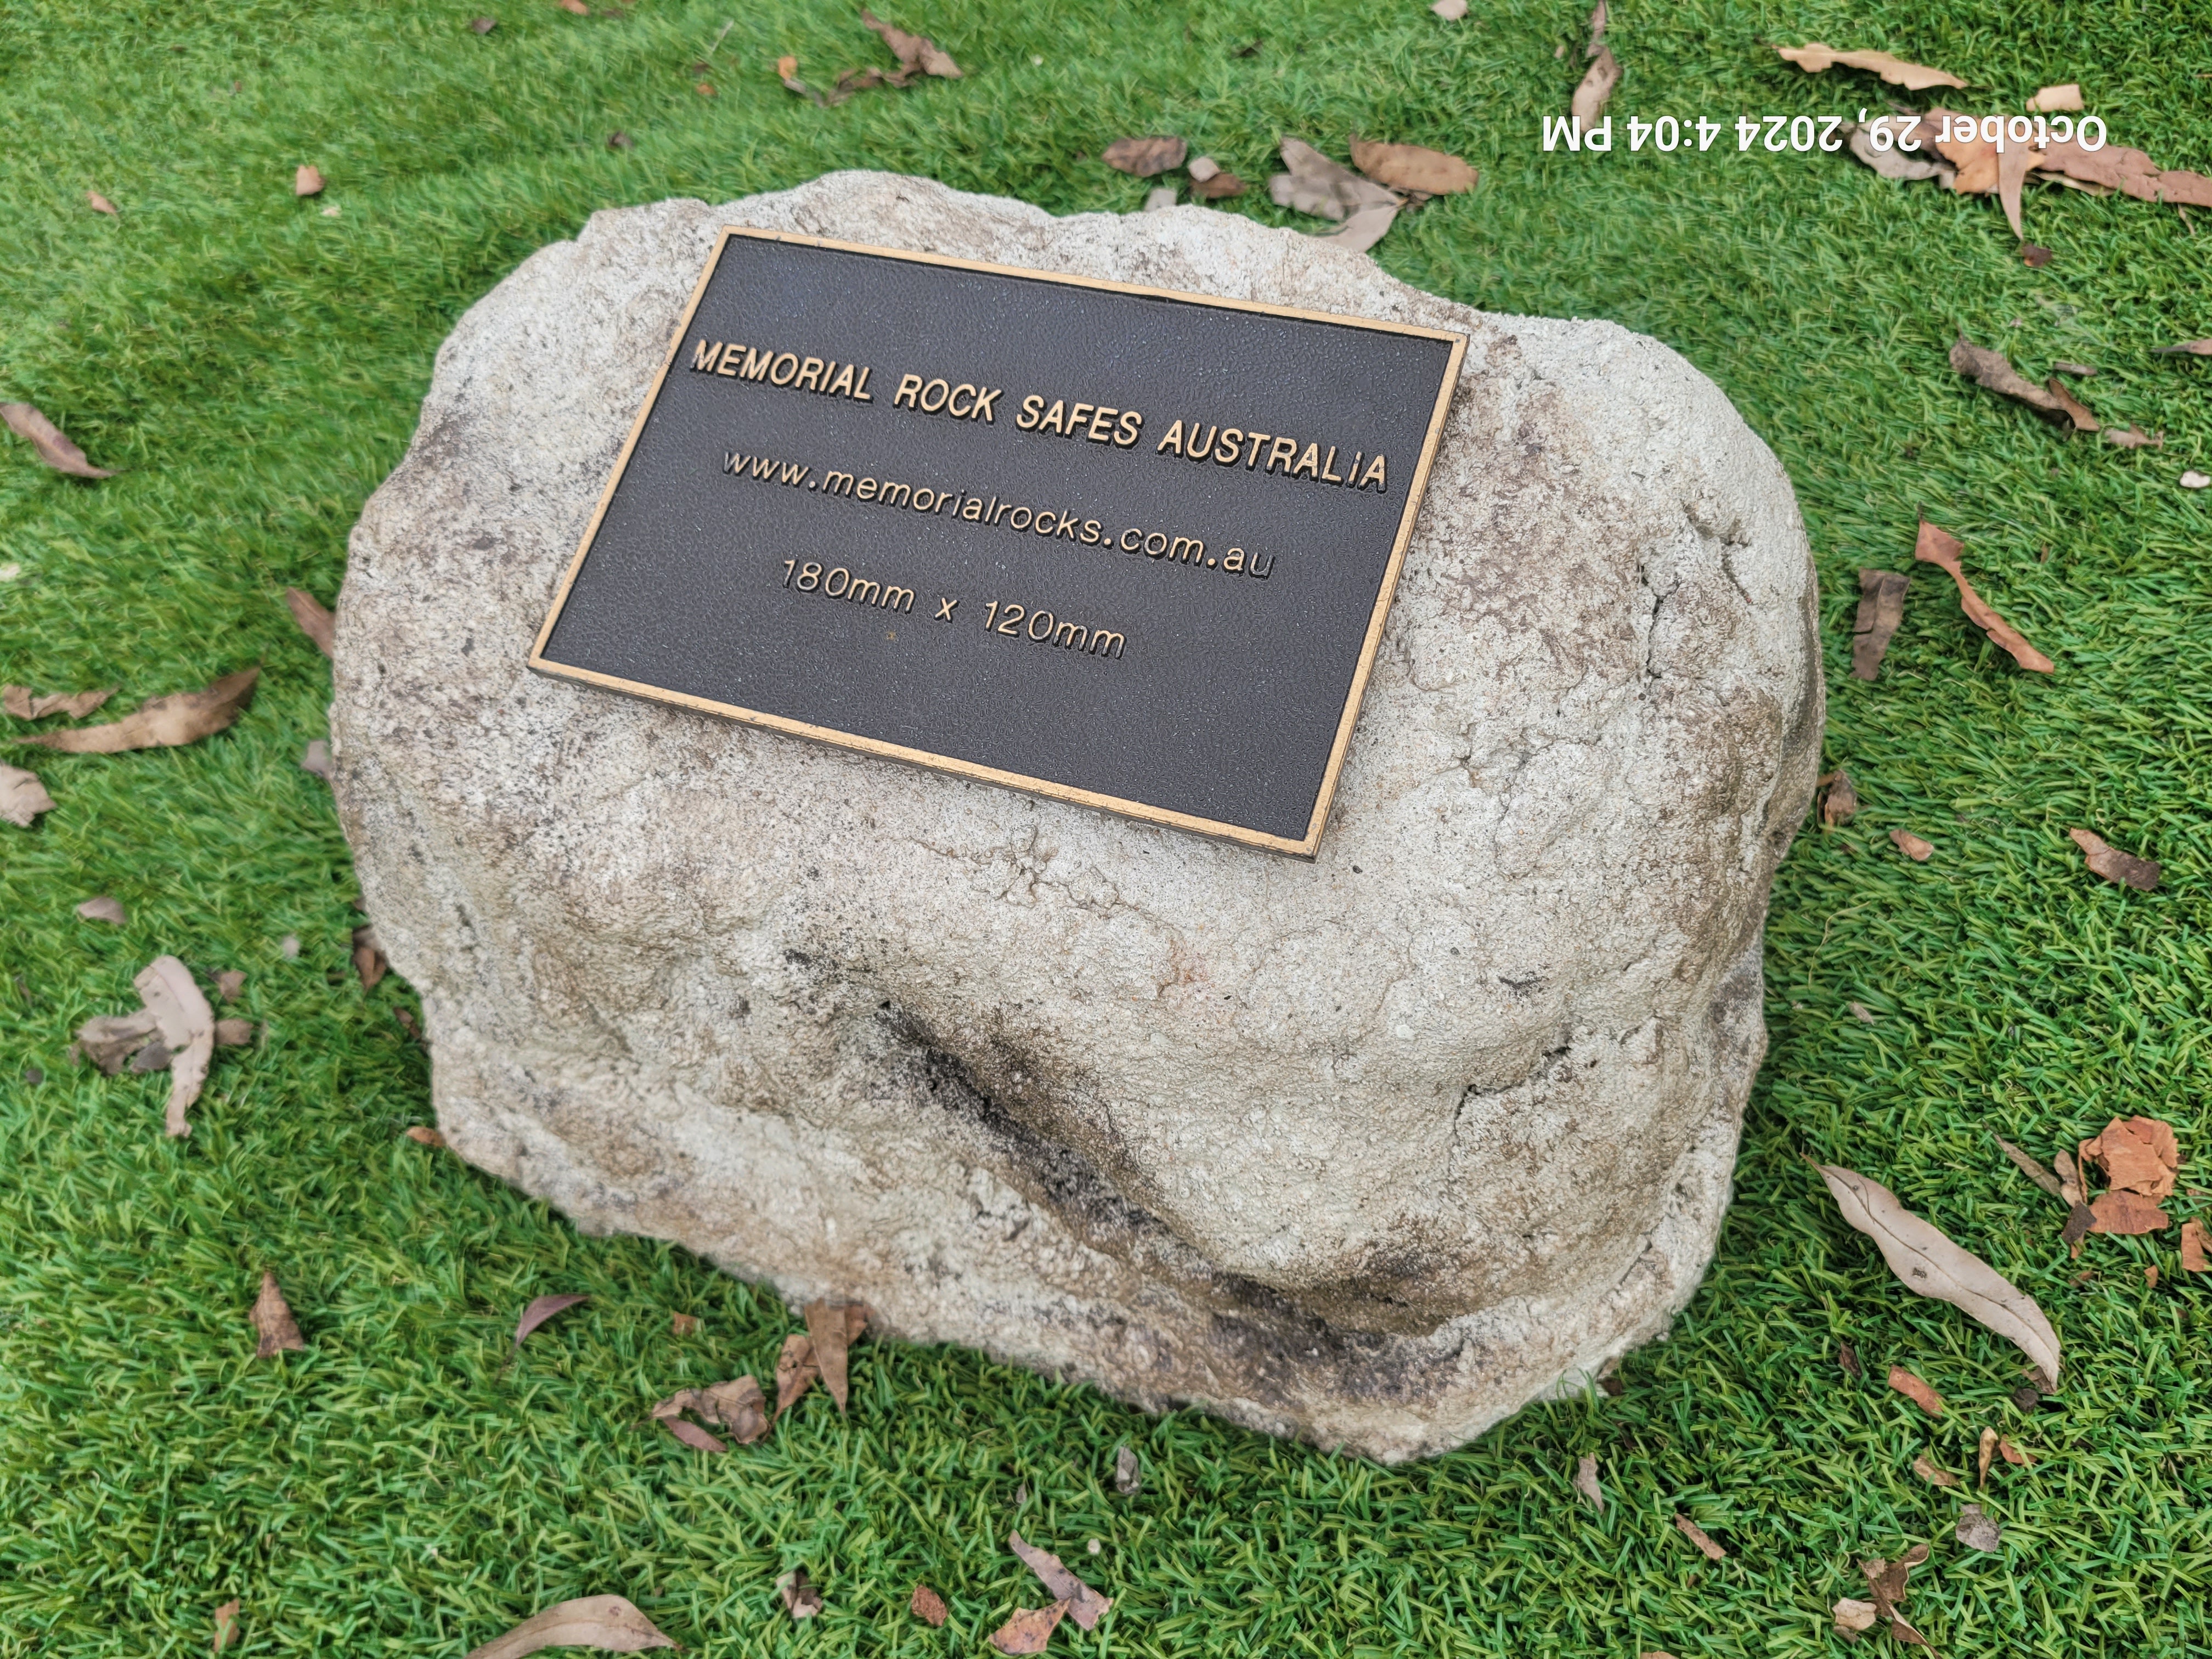 October 29, 2024 4:04 PM
MEMORIAL ROCK SAFES AUSTRALIA
www.memorialrocks.com.au
180mm x 120mm